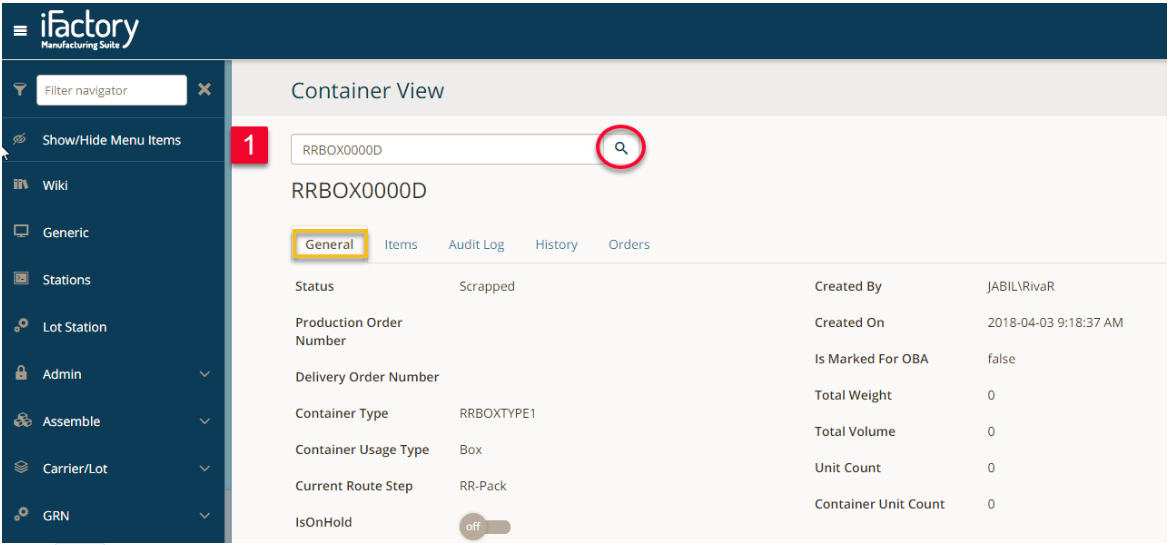 iFactory
Manufacturing Suite
Filter navigator
Show/Hide Menu Items
Wiki
Generic
Stations
Lot Station
Admin
Assemble
Carrier/Lot
GRN
Container View
1
RRBOX0000D
RRBOX0000D
General Items Audit Log History Orders
Status Scrapped
Production Order
Number
Delivery Order Number
Container Type RRBOXTYPE1
Container Usage Type Box
Current Route Step RR-Pack
IsOnHold off
Created By JABIL\RivaR
Created On 2018-04-03 9:18:37 AM
Is Marked For OBA false
Total Weight 0
Total Volume 0
Unit Count 0
Container Unit Count 0